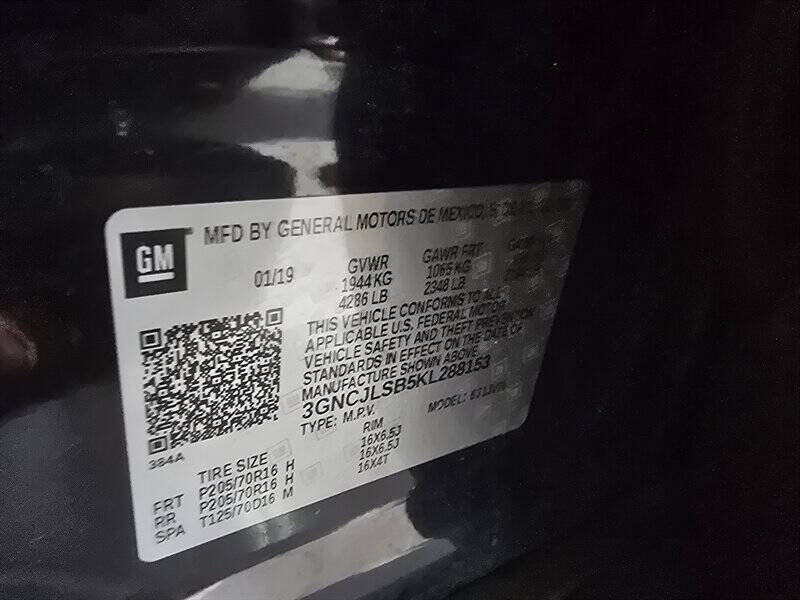 GM
MFD BY GENERAL MOTORS DE MEXICO,
01/19
GVWR
1944 KG
4286 LB
GAWR FRT
1065 KG
2348 LB
THIS VEHICLE CONFORMS TO ALL
APPLICABLE U.S. FEDERAL MOTOR
VEHICLE SAFETY AND THEFT PREVENTION
STANDARDS IN EFFECT ON THE DATE OF
MANUFACTURE SHOWN ABOVE.
3GNCJLSB5KL288153
TYPE: M.P.V. MODEL:
384A
TIRE SIZE RIM
FRT P205/70R16 H 16X6.5J
RR P205/70R16 H 16X6.5J
SPA T125/70D16 M 16X4T